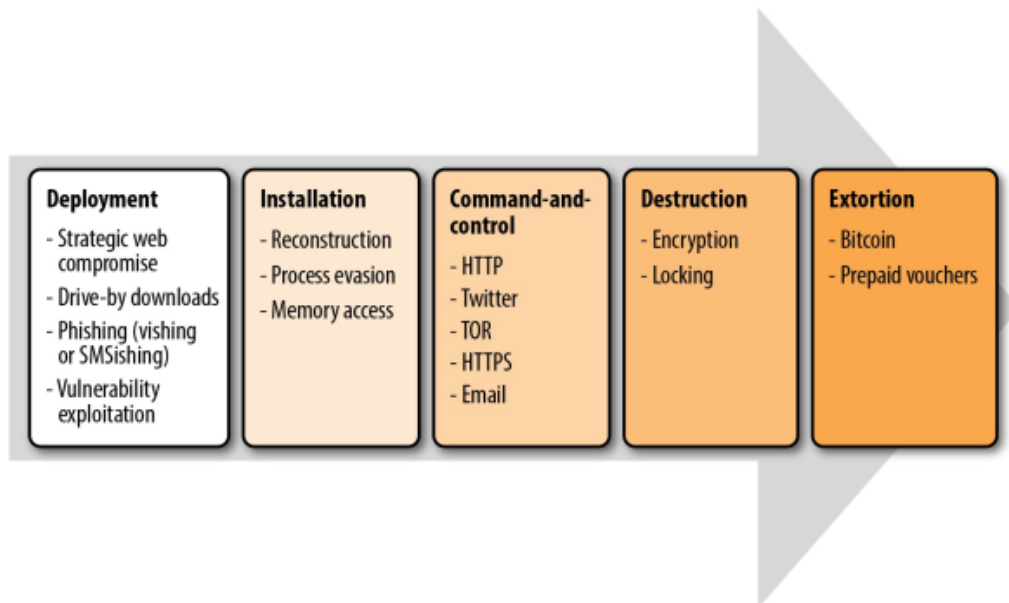 Deployment
- Strategic web
compromise
- Drive-by downloads
- Phishing (vishing
or SMSishing)
- Vulnerability
exploitation
Installation
- Reconstruction
- Process evasion
- Memory access
Command-and-
control
- HTTP
- Twitter
- TOR
- HTTPS
- Email
Destruction
- Encryption
- Locking
Extortion
- Bitcoin
- Prepaid vouchers